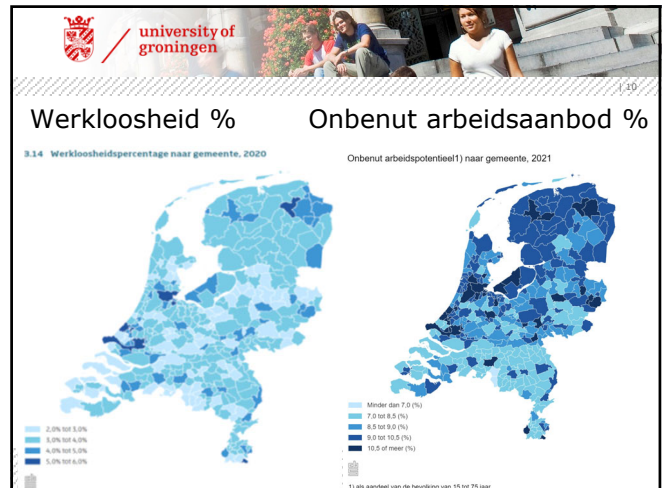 university of
groningen
| 10
Werkloosheid %
Onbenut arbeidsaanbod %
3.14 Werkloosheidspercentage naar gemeente, 2020
Onbenut arbeidspotentieel1) naar gemeente, 2021
2,0% tot 3,0%
3,0% tot 4,0%
4,0% tot 5,0%
5,0% tot 6,0%
Minder dan 7,0 (%)
7,0 tot 8,5 (%)
8,5 tot 9,0 (%)
9,0 tot 10,5 (%)
10,5 of meer (%)
1) als aandeel van de bevolking van 15 tot 75 jaar